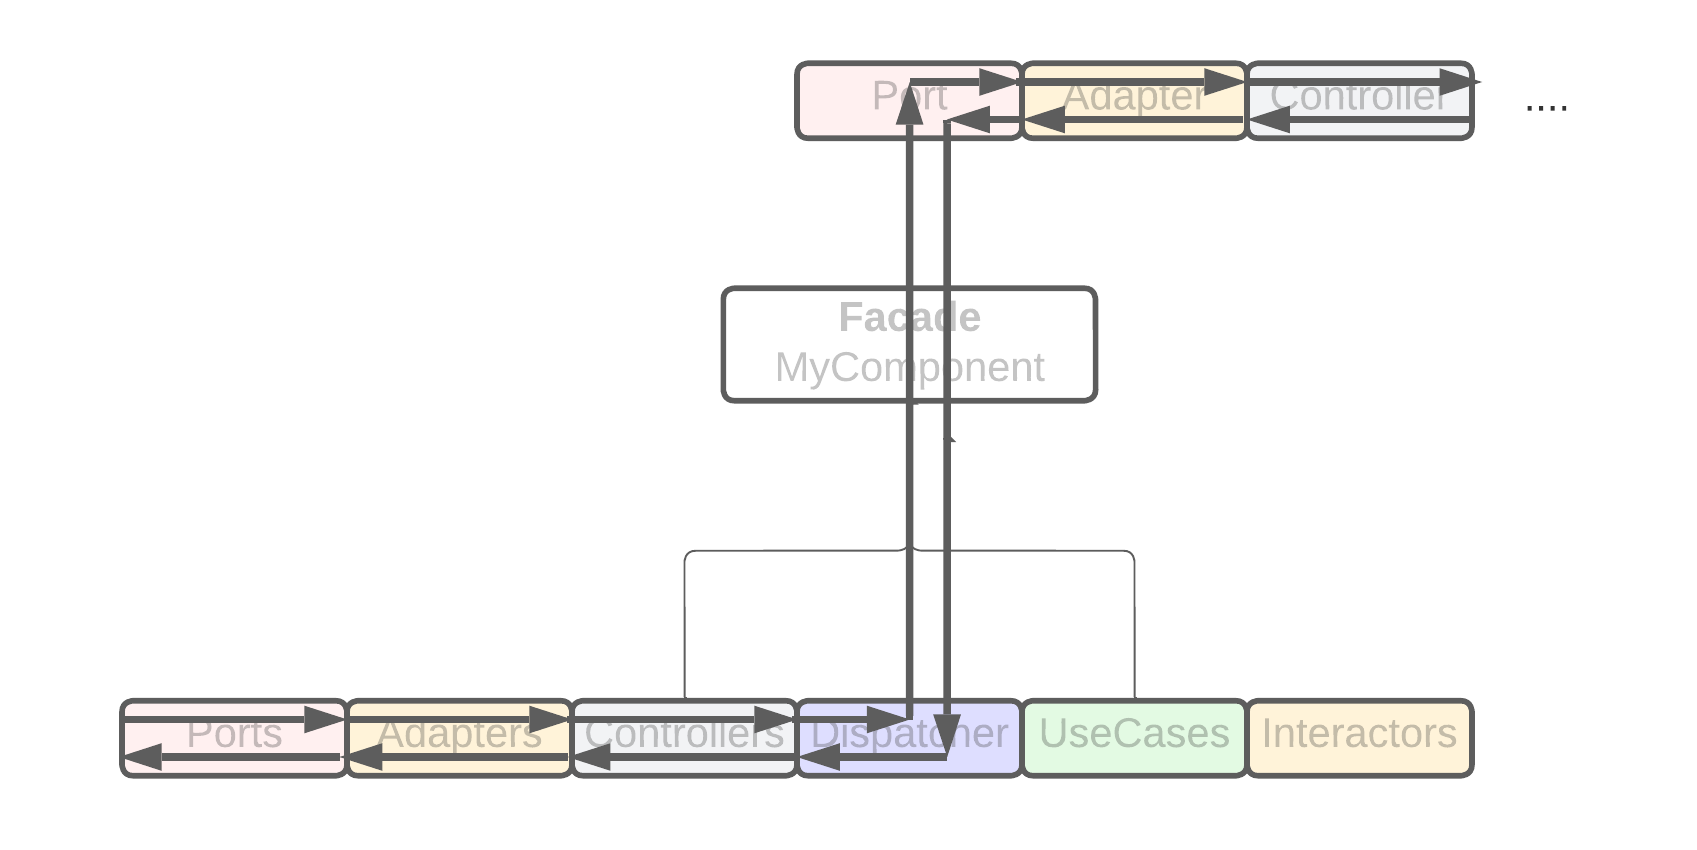 Port
Adapter
Controller
....
Facade
MyComponent
Ports
Adapters
Controllers
Dispatcher
UseCases
Interactors